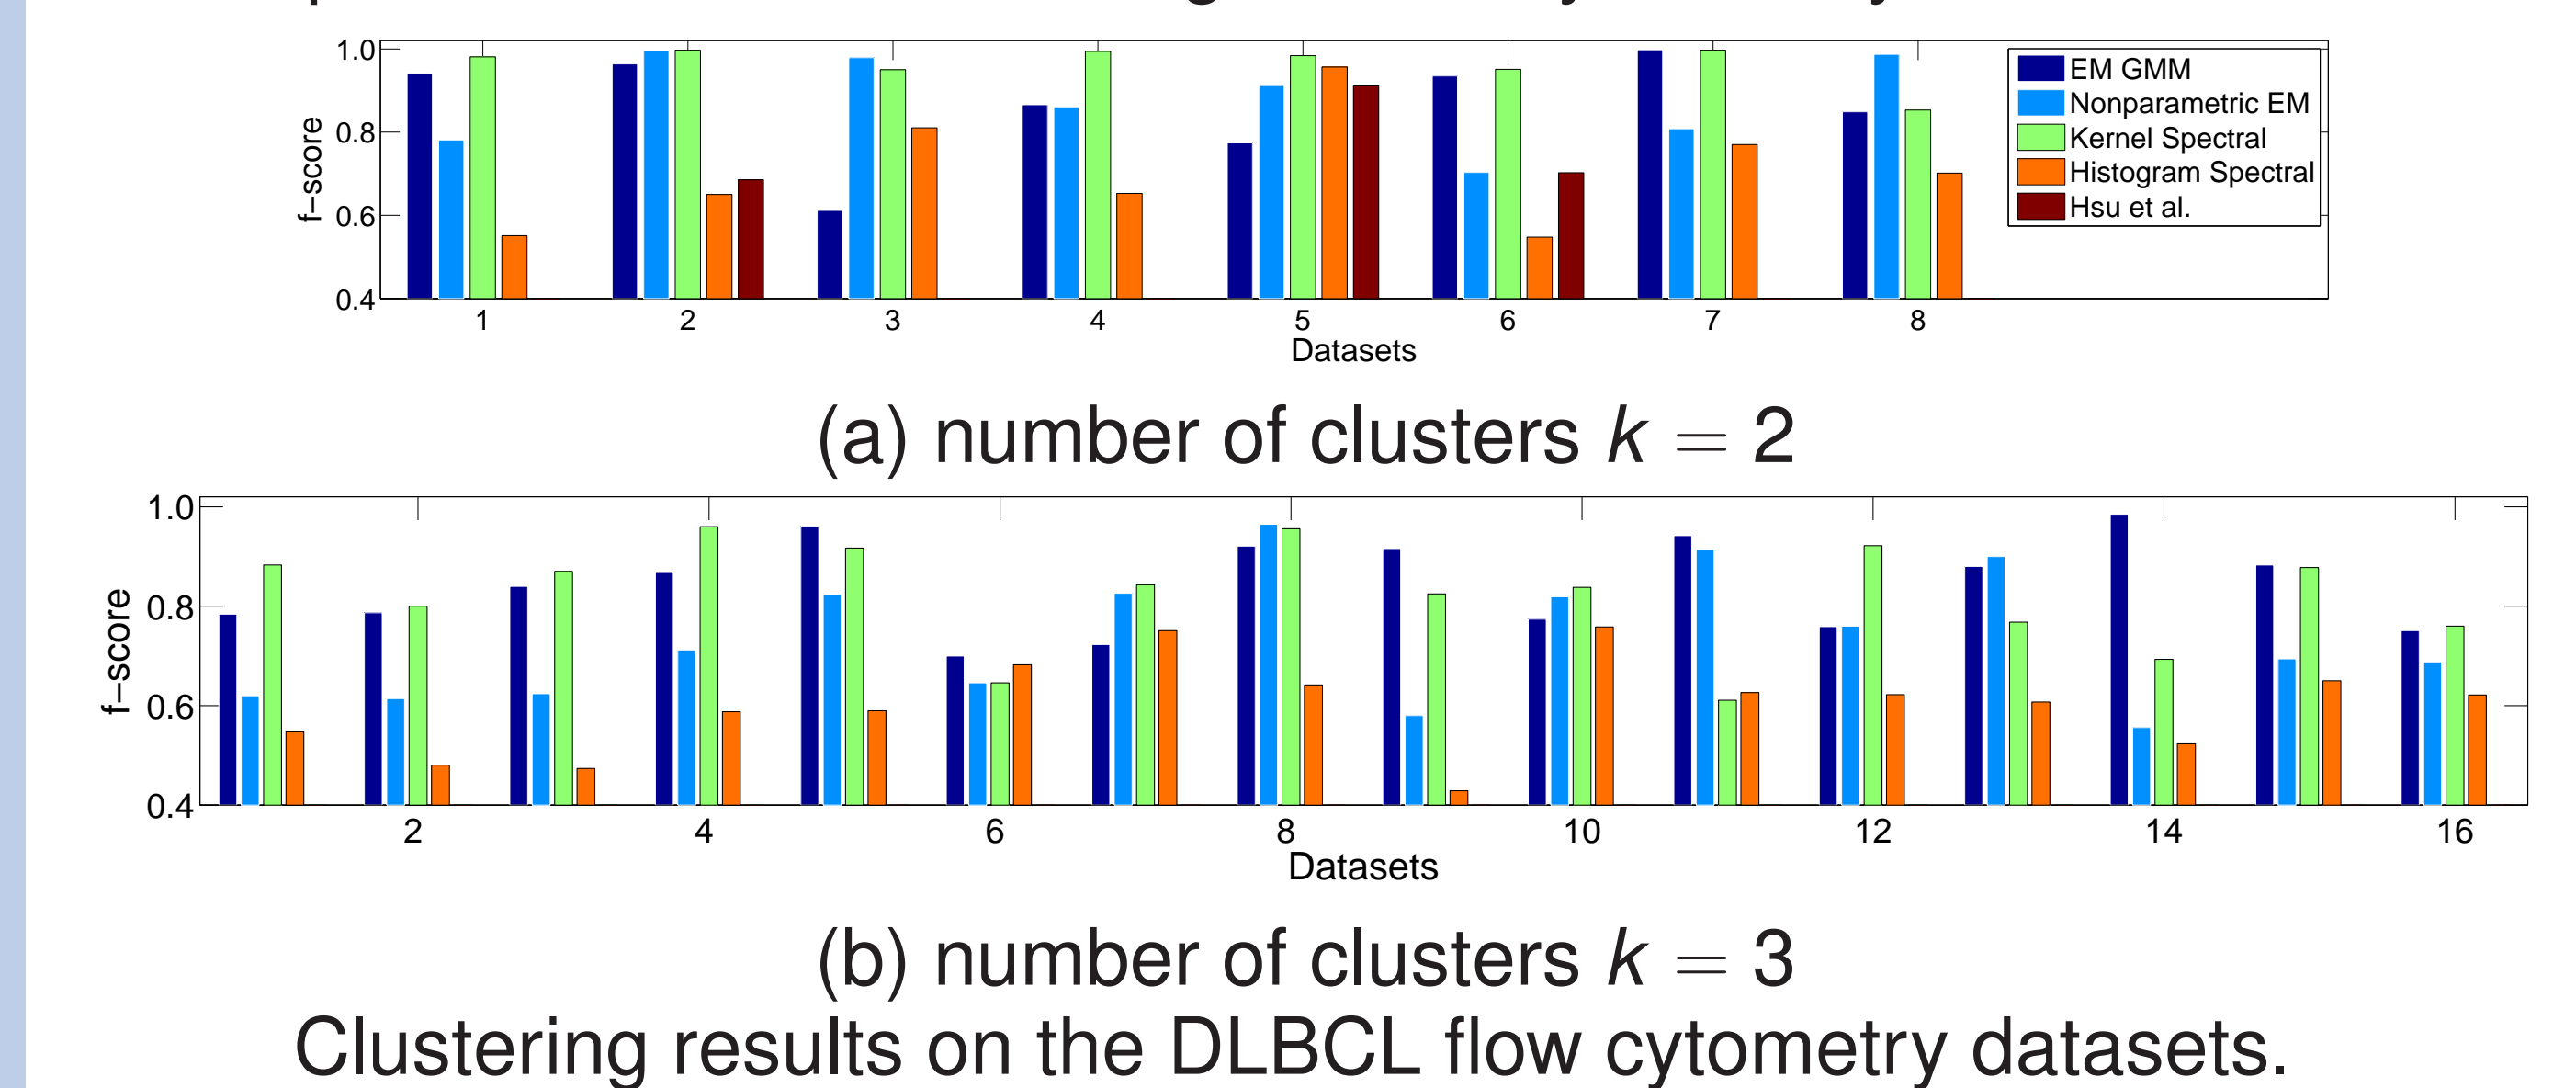 1.0
0.8
0.6
0.4
f-score
EM GMM
Nonparametric EM
Kernel Spectral
Histogram Spectral
Hsu et al.
1 2 3 4 5 6 7 8
Datasets
(a) number of clusters k = 2
1.0
0.8
0.6
0.4
f-score
2 4 6 8 10 12 14 16
Datasets
(b) number of clusters k = 3
Clustering results on the DLBCL flow cytometry datasets.